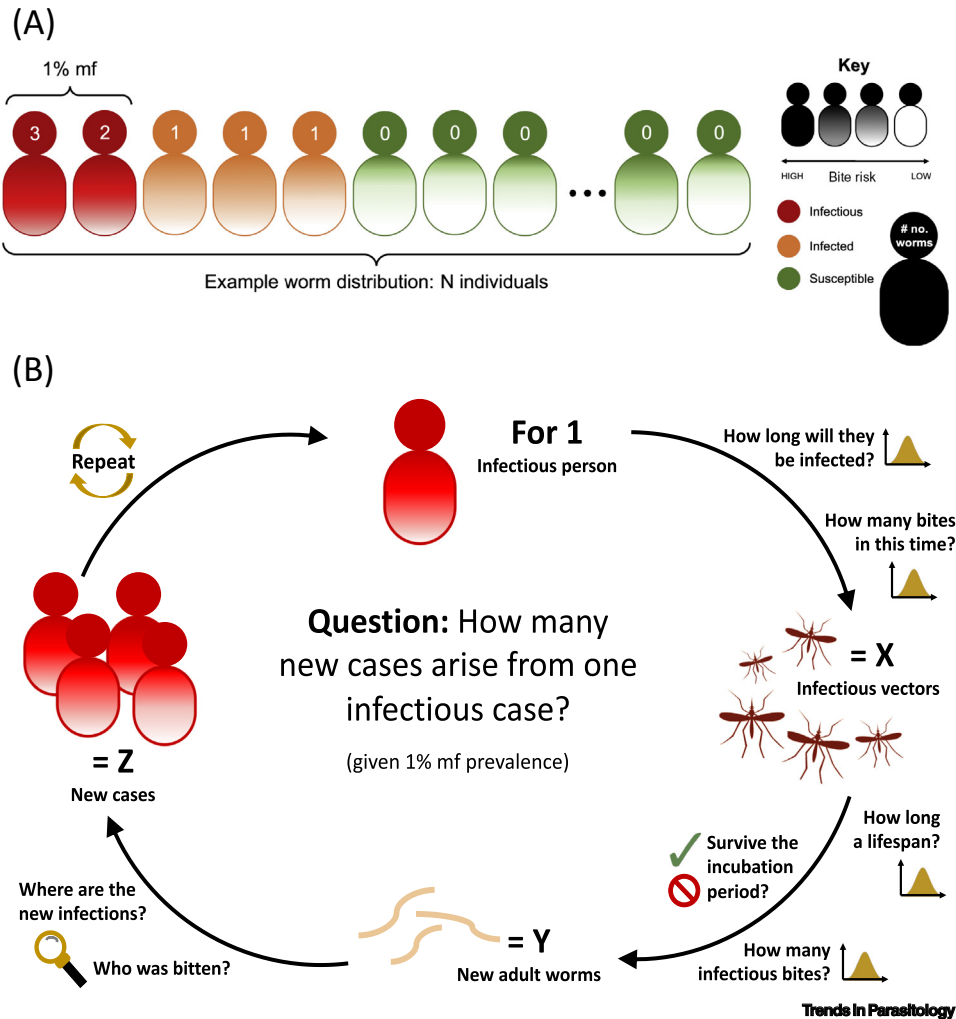 (A)
1% mf
3 2 1 1 1 0 0 0 0 0
Example worm distribution: N individuals
Key
HIGH Bite risk LOW
Infectious
Infected
Susceptible
# no.
worms
(B)
Repeat
For 1
Infectious person
How long will they
be infected?
How many bites
in this time?
= X
Infectious vectors
Question: How many
new cases arise from one
infectious case?
(given 1% mf prevalence)
= Z
New cases
How long
a lifespan?
Survive the
incubation
period?
How many
infectious bites?
= Y
New adult worms
Where are the
new infections?
Who was bitten?
Trends in Parasitology